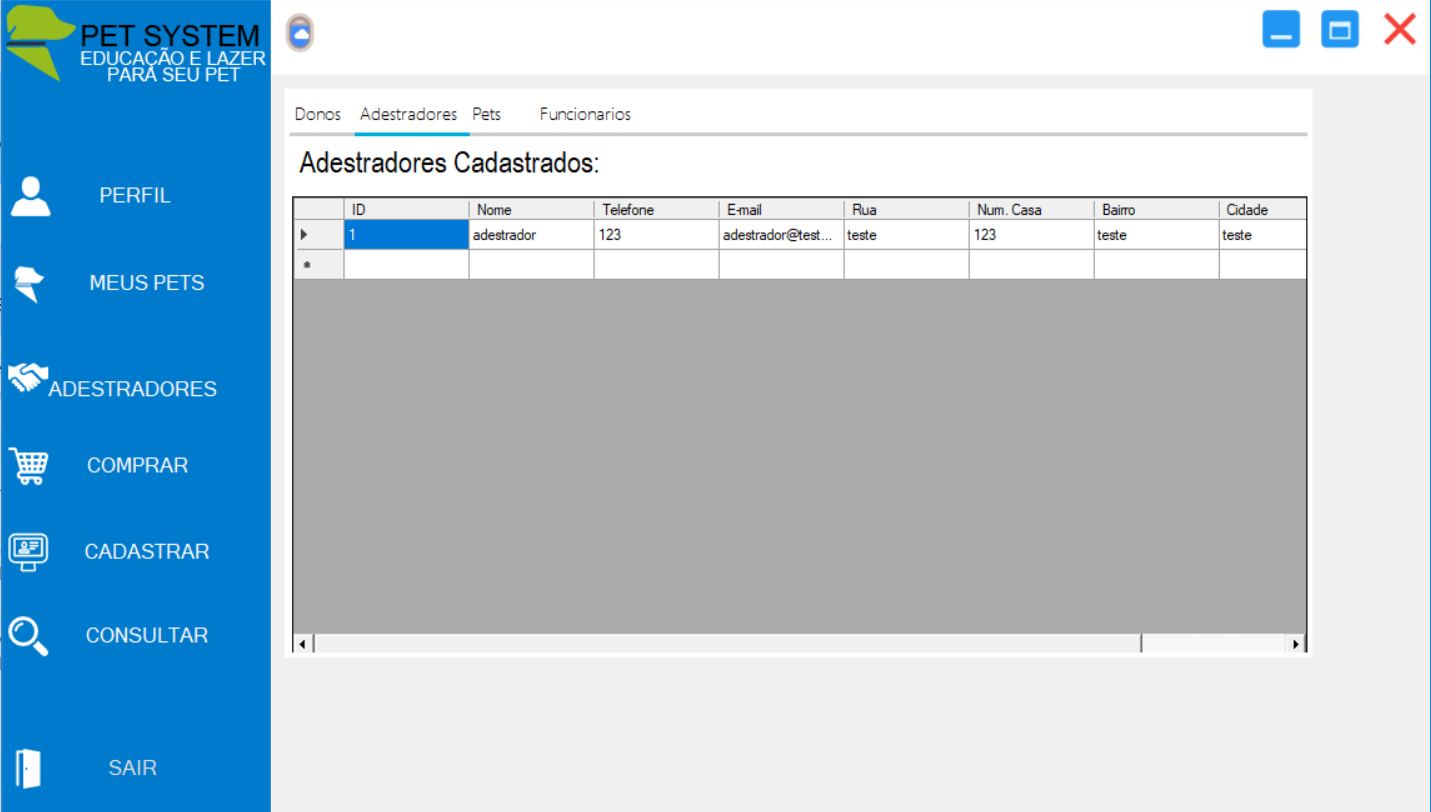 PET SYSTEM
EDUCAÇÃO E LAZER
PARA SEU PET
PERFIL
MEUS PETS
ADESTRADORES
COMPRAR
CADASTRAR
CONSULTAR
SAIR
Donos Adestradores Pets Funcionarios
Adestradores Cadastrados:
ID Nome Telefone E-mail Rua Num. Casa Bairro Cidade
1 adestrador 123 adestrador@test... teste 123 teste teste